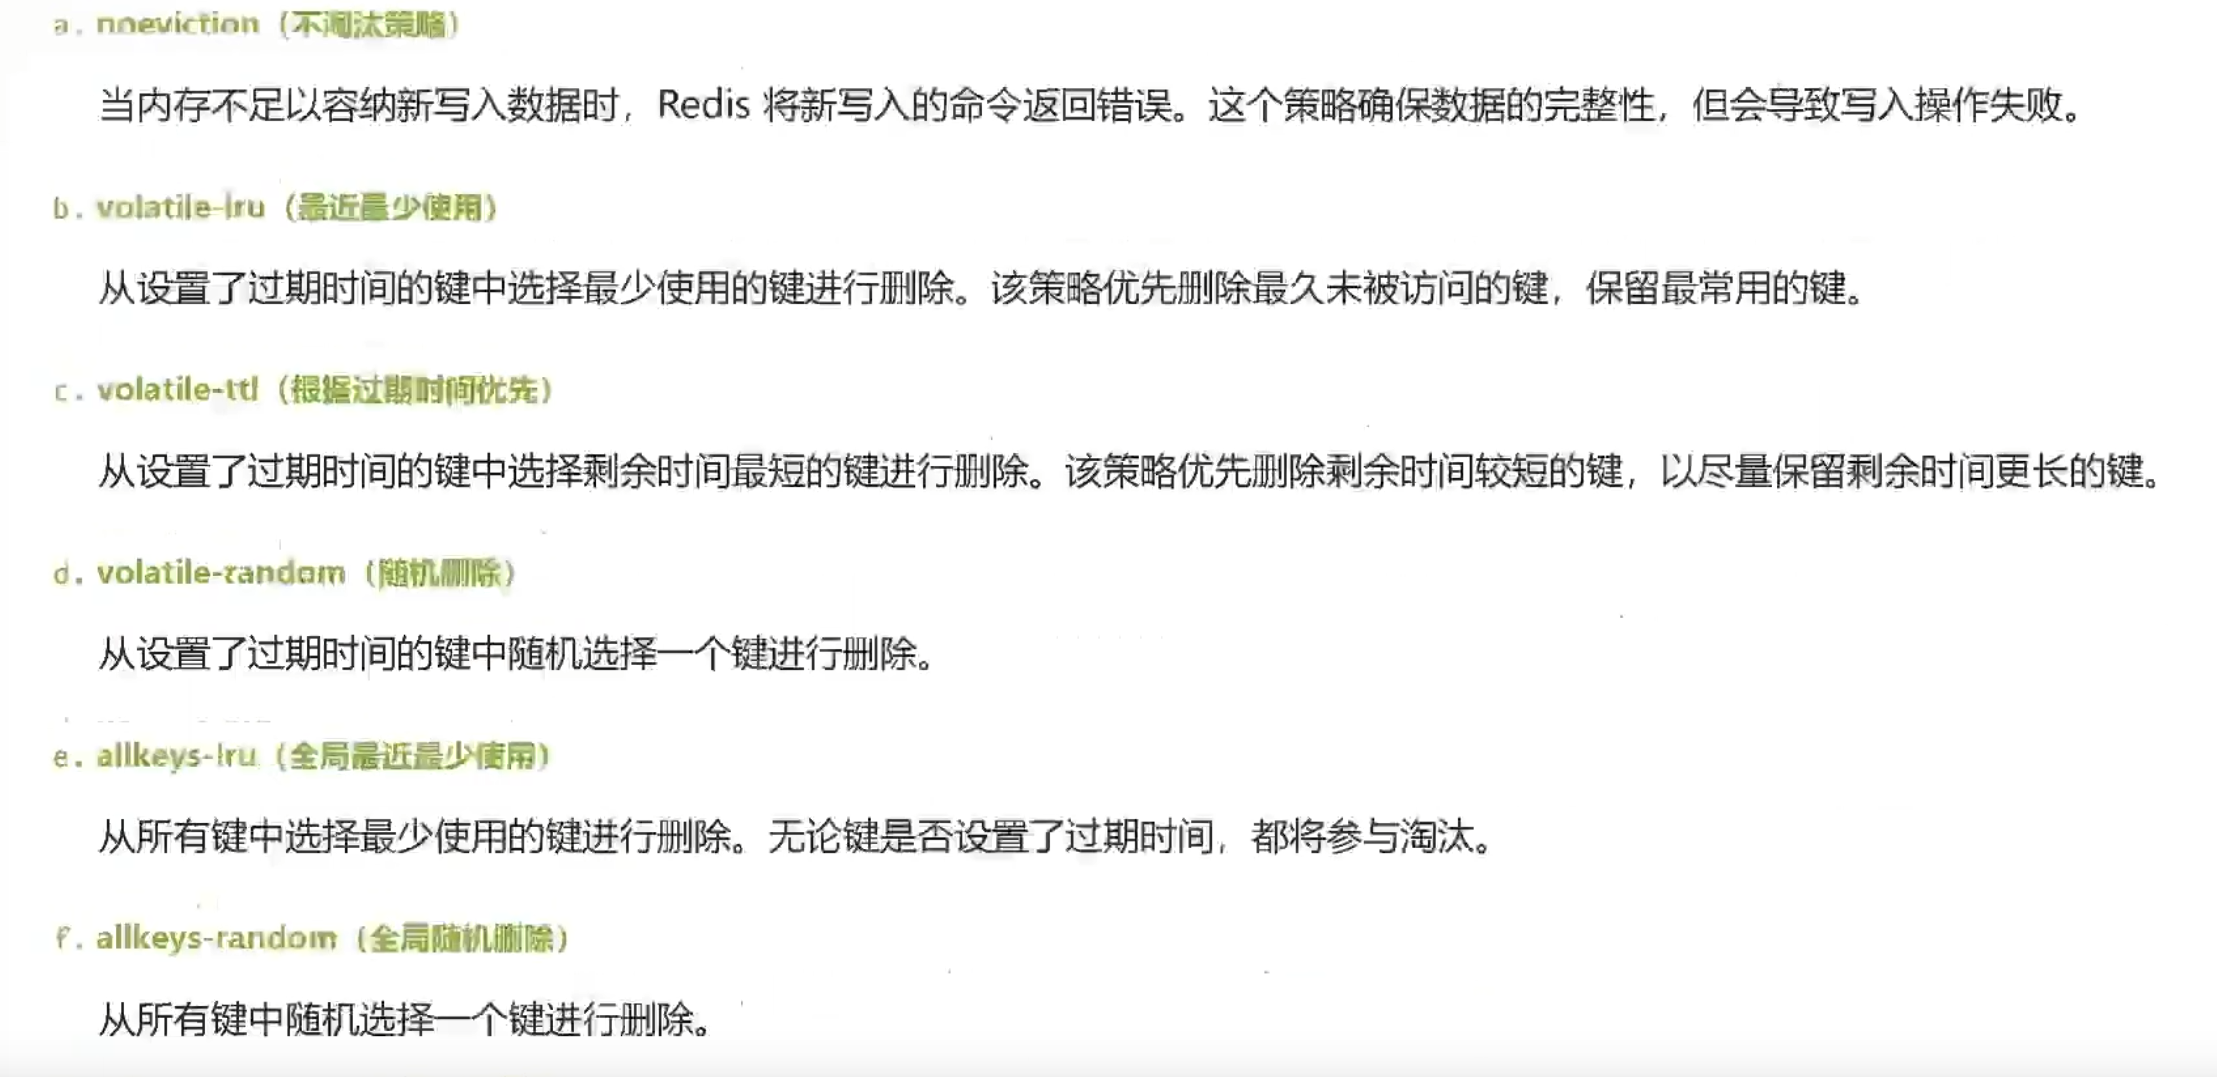 a. noeviction（不淘汰策略）
当内存不足以容纳新写入数据时，Redis 将新写入的命令返回错误。这个策略确保数据的完整性，但会导致写入操作失败。
b. volatile-lru（最近最少使用）
从设置了过期时间的键中选择最少使用的键进行删除。该策略优先删除最久未被访问的键，保留最常用的键。
c. volatile-ttl（根据过期时间优先）
从设置了过期时间的键中选择剩余时间最短的键进行删除。该策略优先删除剩余时间较短的键，以尽量保留剩余时间更长的键。
d. volatile-random（随机删除）
从设置了过期时间的键中随机选择一个键进行删除。
e. allkeys-lru（全局最近最少使用）
从所有键中选择最少使用的键进行删除。无论键是否设置了过期时间，都将参与淘汰。
f. allkeys-random（全局随机删除）
从所有键中随机选择一个键进行删除。